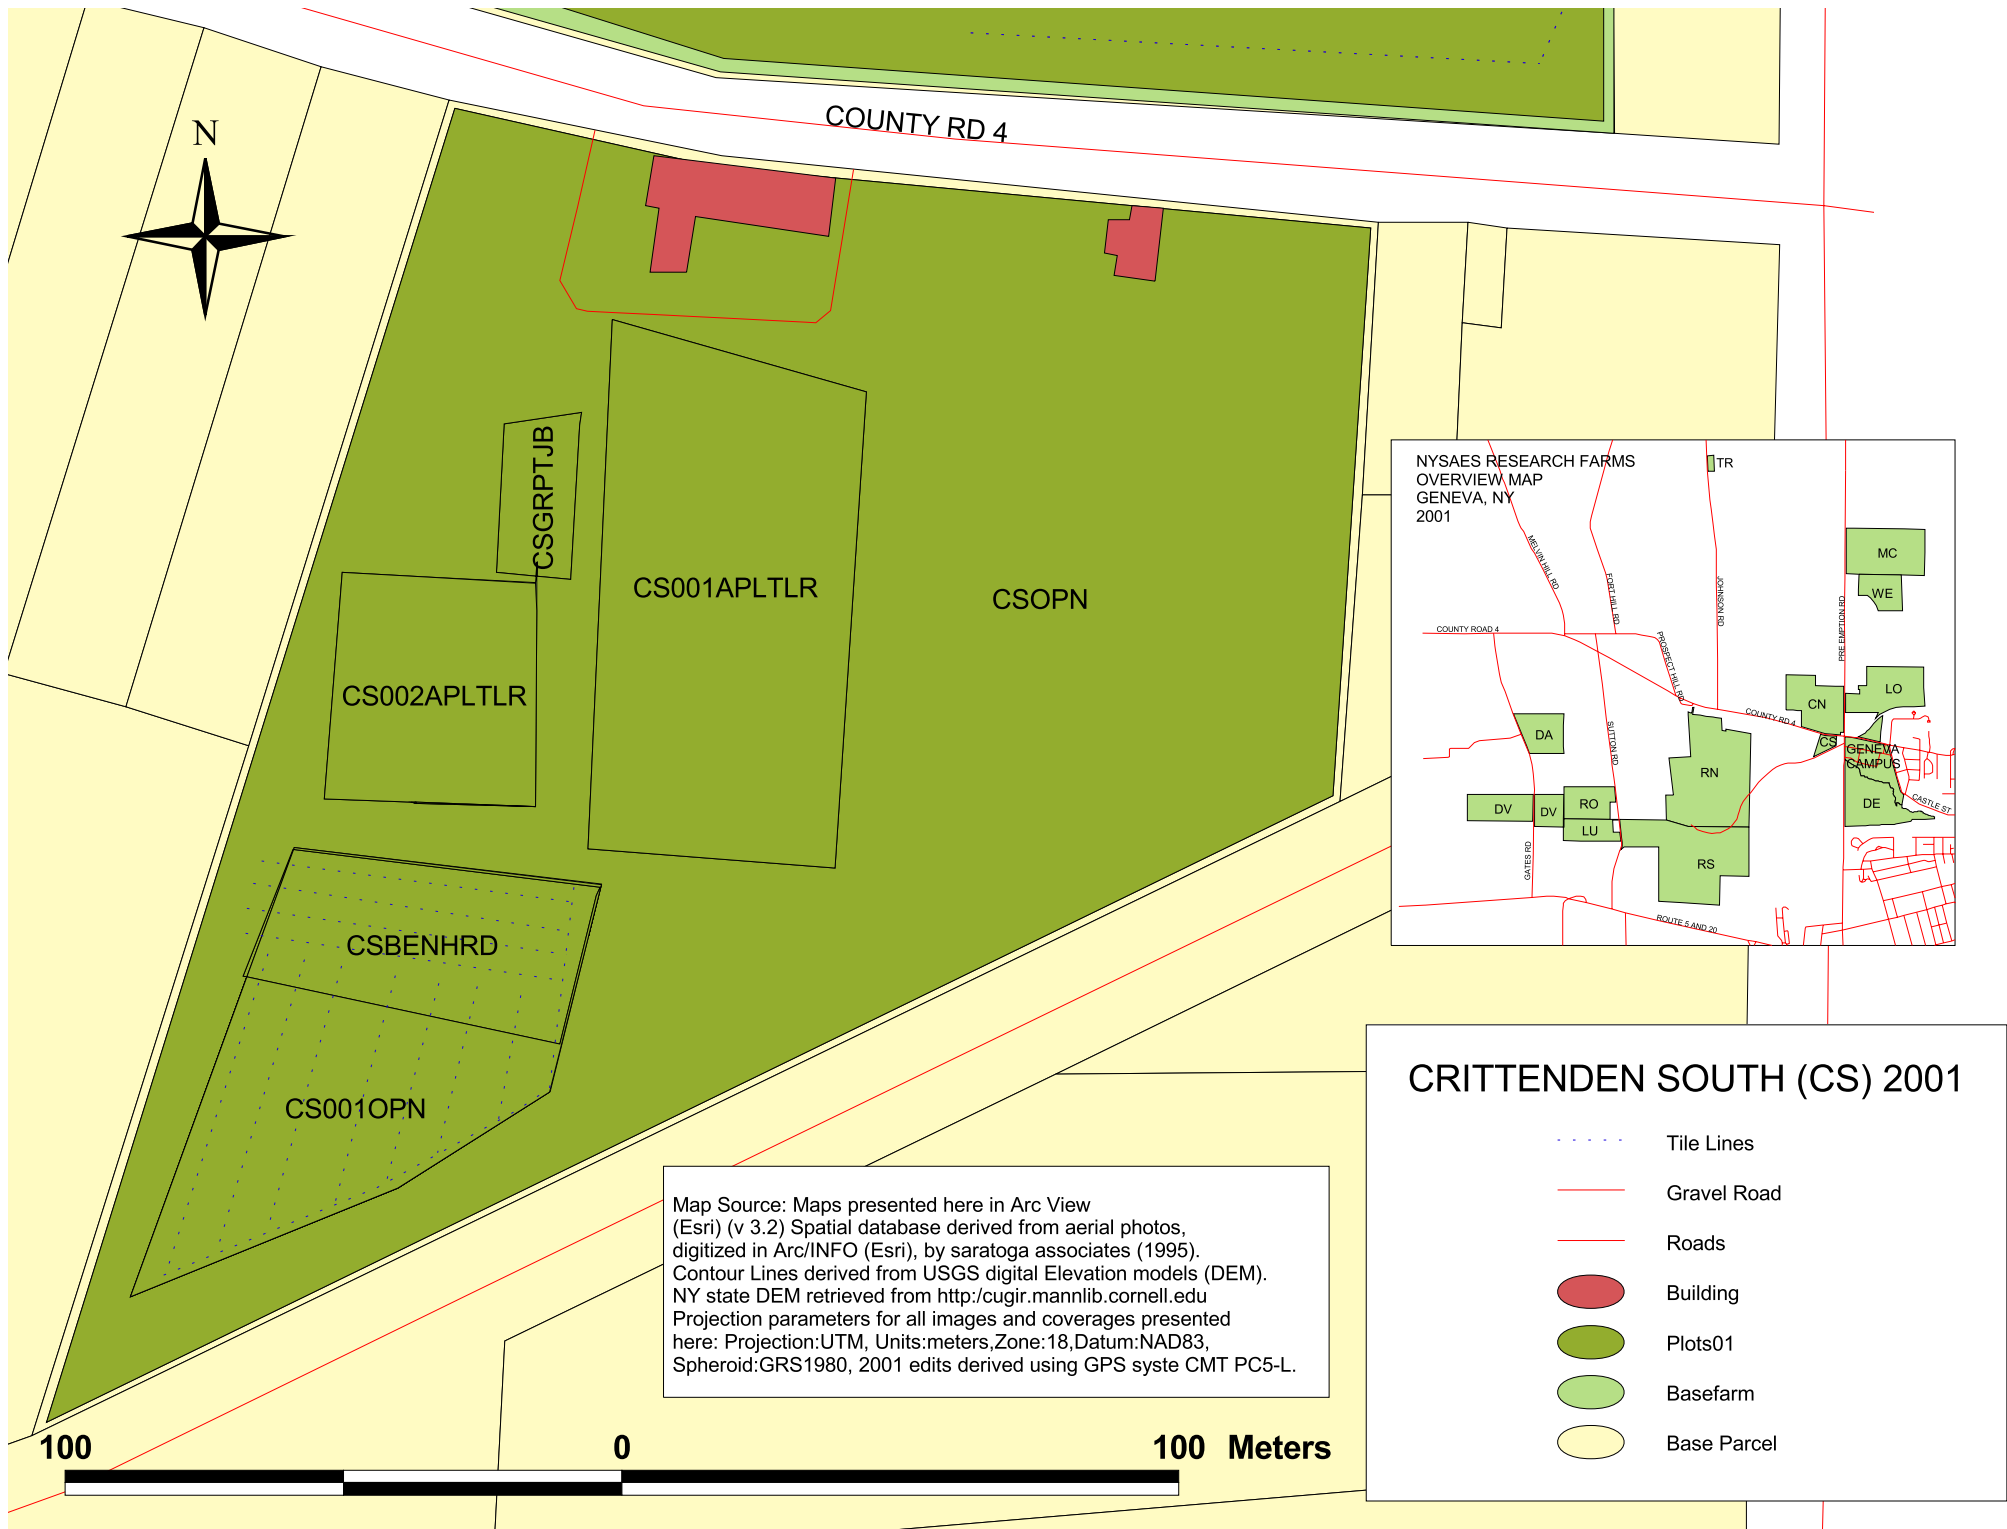 COUNTY RD 4
N
CSGRPTJB
CS001APLTLR
CSOPN
CS002APLTLR
CSBENHRD
CS001OPN
NYSAES RESEARCH FARMS
OVERVIEW MAP
GENEVA, NY
2001
TR
MELVIN HILL RD
FORT HILL RD
JOHNSON RD
PRE EMPTION RD
MC
WE
COUNTY ROAD 4
PROSPECT HILL RD
LO
CN
COUNTY RD 4
DA
SUTTON RD
CS
GENEVA
CAMPUS
RN
DV
DV
RO
LU
DE
CASTLE ST
GATES RD
RS
ROUTE 5 AND 20
CRITTENDEN SOUTH (CS) 2001
Tile Lines
Gravel Road
Roads
Building
Plots01
Basefarm
Base Parcel
Map Source: Maps presented here in Arc View
(Esri) (v 3.2) Spatial database derived from aerial photos,
digitized in Arc/INFO (Esri), by saratoga associates (1995).
Contour Lines derived from USGS digital Elevation models (DEM).
NY state DEM retrieved from http:/cugir.mannlib.cornell.edu
Projection parameters for all images and coverages presented
here: Projection:UTM, Units:meters,Zone:18,Datum:NAD83,
Spheroid:GRS1980, 2001 edits derived using GPS syste CMT PC5-L.
100 0 100 Meters